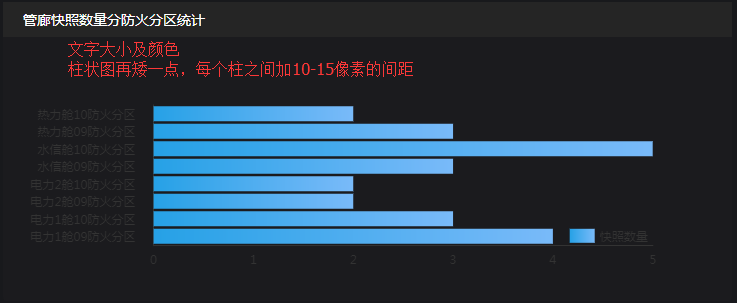 管廊快照数量分防火分区统计
文字大小及颜色
柱状图再矮一点，每个柱之间加10-15像素的间距
热力舱10防火分区
热力舱09防火分区
水信舱10防火分区
水信舱09防火分区
电力2舱10防火分区
电力2舱09防火分区
电力1舱10防火分区
电力1舱09防火分区
快照数量
0 1 2 3 4 5